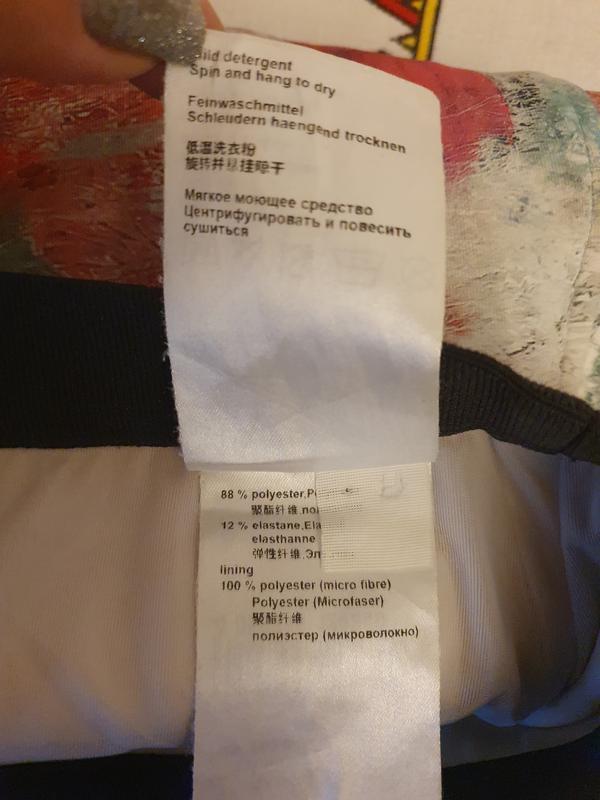 detergent
Spin and hang to dry
Feinwaschmittel
Schleudern haengend trocknen
低温洗衣粉
旋转并悬挂晾干
Мягкое моющее средство
Центрифугировать и повесить
сушиться
88 % polyester,
聚酯纤维,
12 % elastane,
elasthanne
弹性纤维,
lining
100 % polyester (micro fibre)
Polyester (Microfaser)
聚酯纤维
полиэстер (микроволокно)